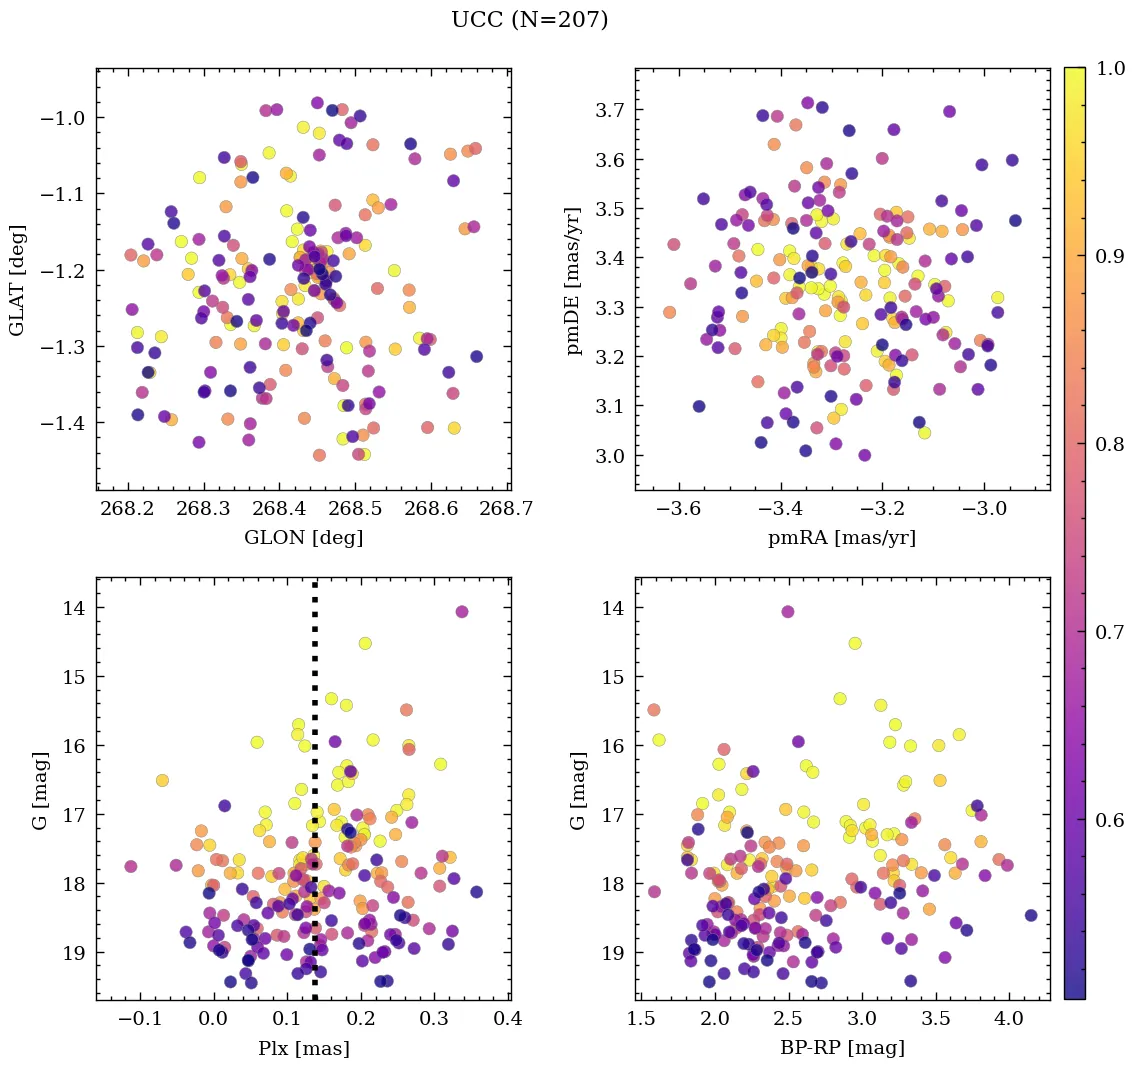 UCC (N=207)
−1.0
−1.1
−1.2
−1.3
−1.4
GLAT [deg]
268.2 268.3 268.4 268.5 268.6 268.7
GLON [deg]
3.7
3.6
3.5
3.4
3.3
3.2
3.1
3.0
pmDE [mas/yr]
−3.6 −3.4 −3.2 −3.0
pmRA [mas/yr]
14
15
16
17
18
19
G [mag]
−0.1 0.0 0.1 0.2 0.3 0.4
Plx [mas]
14
15
16
17
18
19
G [mag]
1.5 2.0 2.5 3.0 3.5 4.0
BP-RP [mag]
1.0
0.9
0.8
0.7
0.6